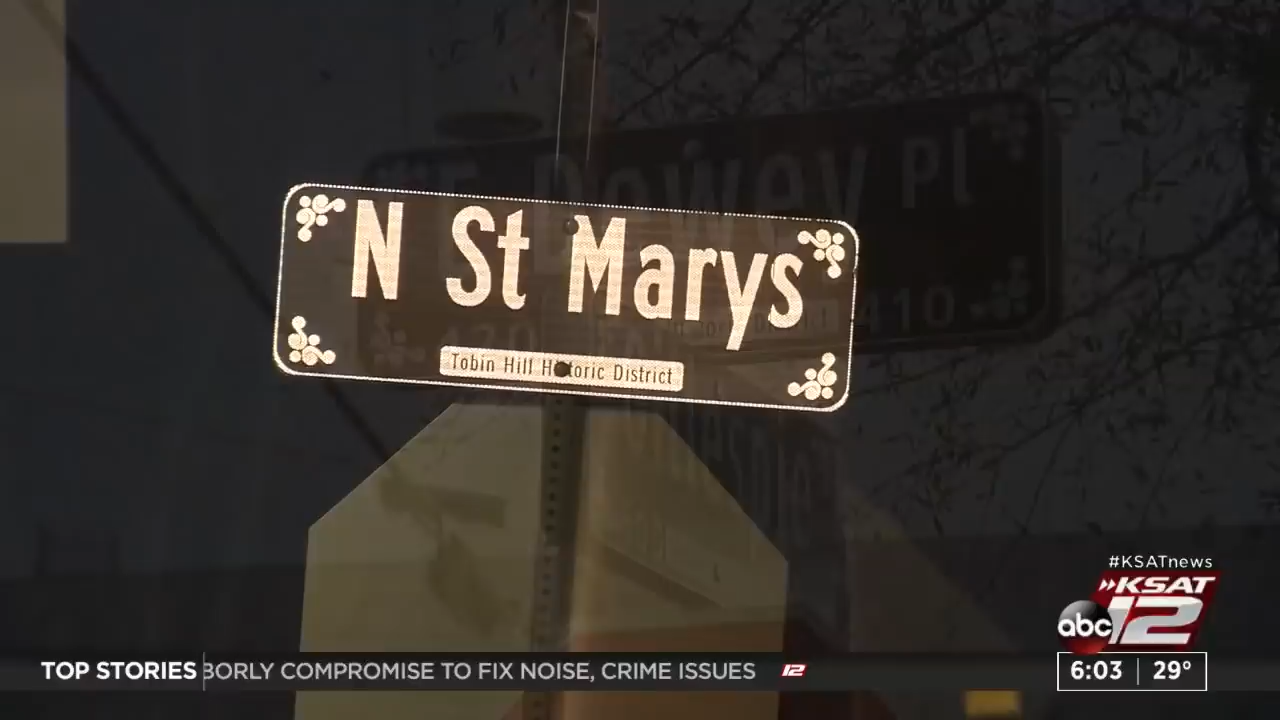 E Dewey Pl
410
N St Marys
Tobin Hill Historic District
#KSATnews
KSAT
12
abc
TOP STORIES BORLY COMPROMISE TO FIX NOISE, CRIME ISSUES 12
6:03 29°